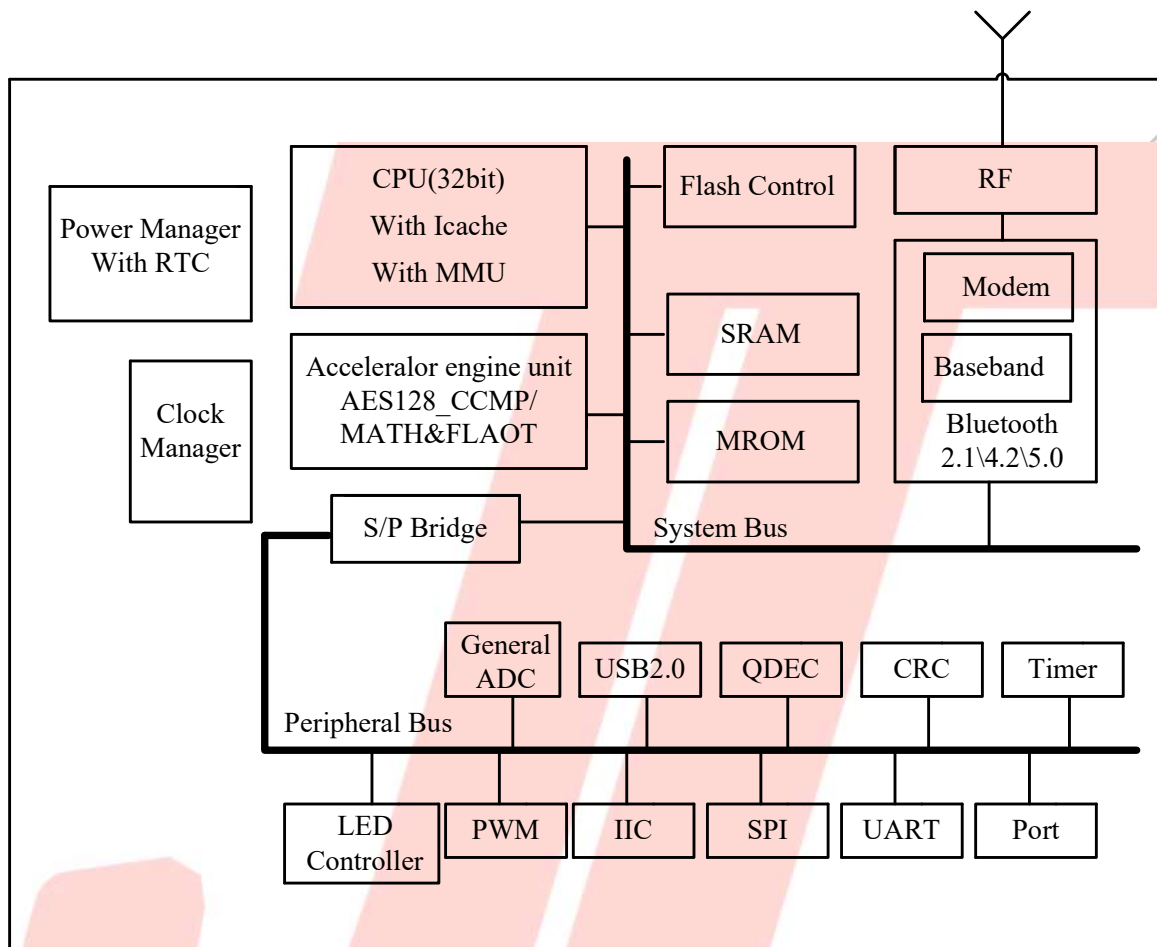 CPU(32bit)
With Icache
With MMU
Flash Control
RF
Power Manager
With RTC
Modem
SRAM
Baseband
Acceleralor engine unit
AES128_CCMP/
MATH&FLAOT
Clock
Manager
MROM
Bluetooth
2.1\4.2\5.0
S/P Bridge
System Bus
General
ADC
USB2.0
QDEC
CRC
Timer
Peripheral Bus
LED
Controller
PWM
IIC
SPI
UART
Port